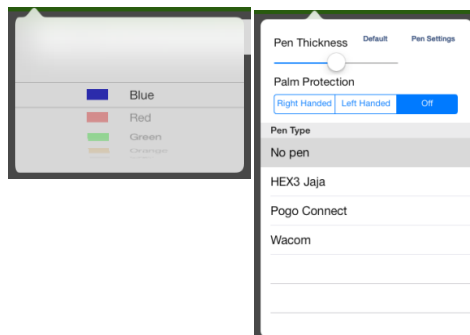 Blue
Red
Green
Orange
Pen Thickness Default Pen Settings
Palm Protection
Right Handed Left Handed Off
Pen Type
No pen
HEX3 Jaja
Pogo Connect
Wacom